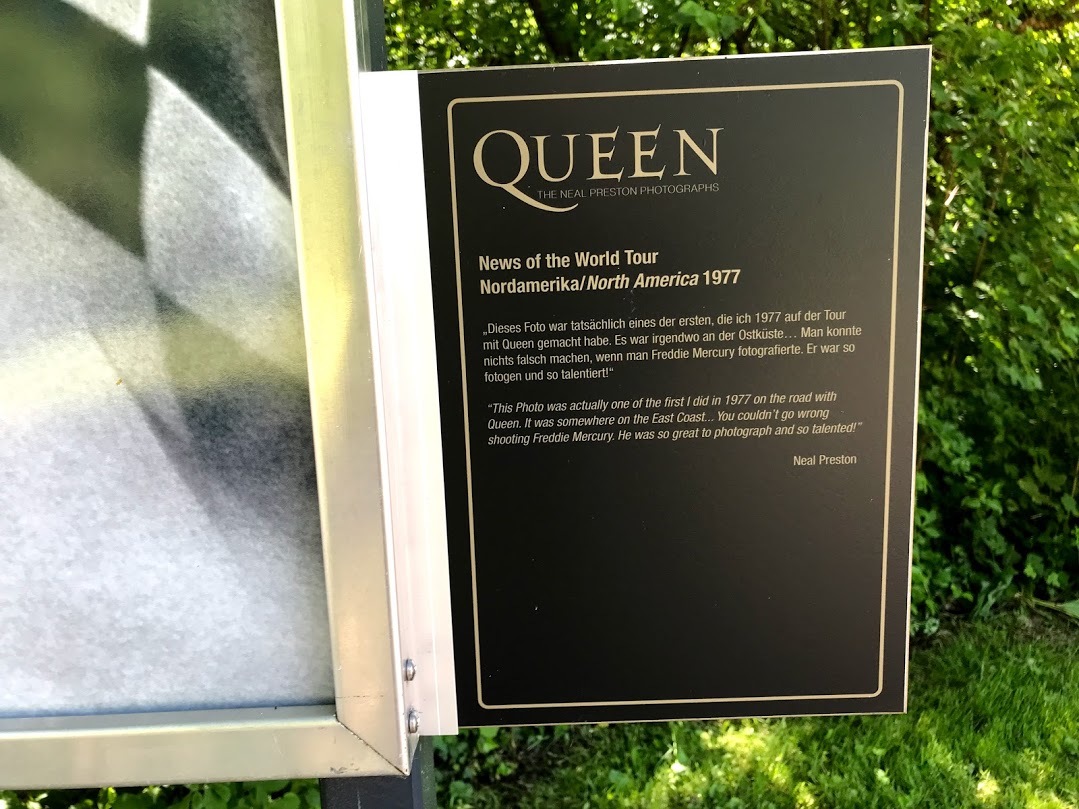 QUEEN
THE NEAL PRESTON PHOTOGRAPHS
News of the World Tour
Nordamerika/North America 1977
„Dieses Foto war tatsächlich eines der ersten, die ich 1977 auf der Tour
mit Queen gemacht habe. Es war irgendwo an der Ostküste… Man konnte
nichts falsch machen, wenn man Freddie Mercury fotografierte. Er war so
fotogen und so talentiert!“
“This Photo was actually one of the first I did in 1977 on the road with
Queen. It was somewhere on the East Coast... You couldn’t go wrong
shooting Freddie Mercury. He was so great to photograph and so talented!”
Neal Preston